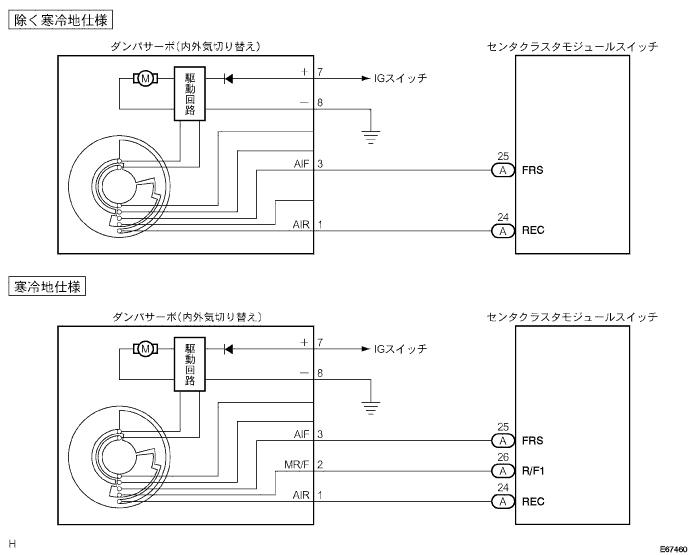 除く寒冷地仕様
ダンパサーボ(内外気切り替え)
センタクラスタモジュールスイッチ
M
駆動回路
+ 7
IGスイッチ
− 8
AIF 3
25
A
FRS
AIR 1
24
A
REC
寒冷地仕様
ダンパサーボ(内外気切り替え)
センタクラスタモジュールスイッチ
M
駆動回路
+ 7
IGスイッチ
− 8
AIF 3
25
A
FRS
MR/F 2
26
A
R/F1
AIR 1
24
A
REC
H
E67460